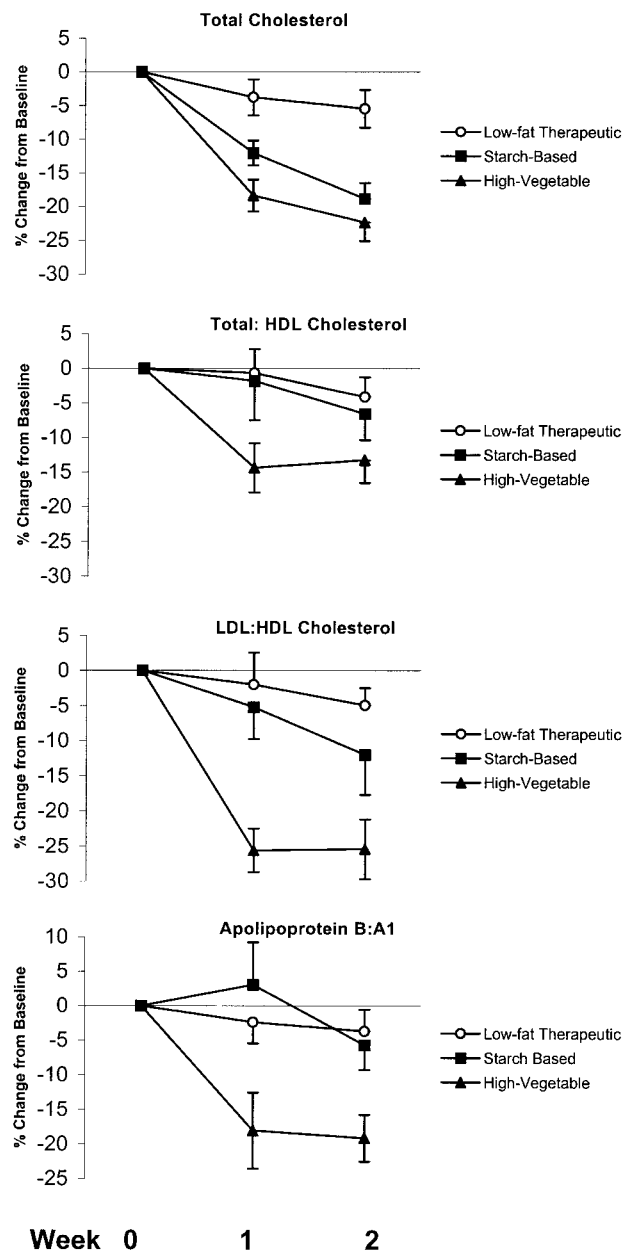 Total Cholesterol
% Change from Baseline
5
0
-5
-10
-15
-20
-25
-30
Low-fat Therapeutic
Starch-Based
High-Vegetable
Total: HDL Cholesterol
% Change from Baseline
5
0
-5
-10
-15
-20
-25
-30
Low-fat Therapeutic
Starch-Based
High-Vegetable
LDL:HDL Cholesterol
% Change from Baseline
5
0
-5
-10
-15
-20
-25
-30
Low-fat Therapeutic
Starch-Based
High-Vegetable
Apolipoprotein B:A1
% Change from Baseline
10
5
0
-5
-10
-15
-20
-25
Low-fat Therapeutic
Starch Based
High-Vegetable
Week 0 1 2